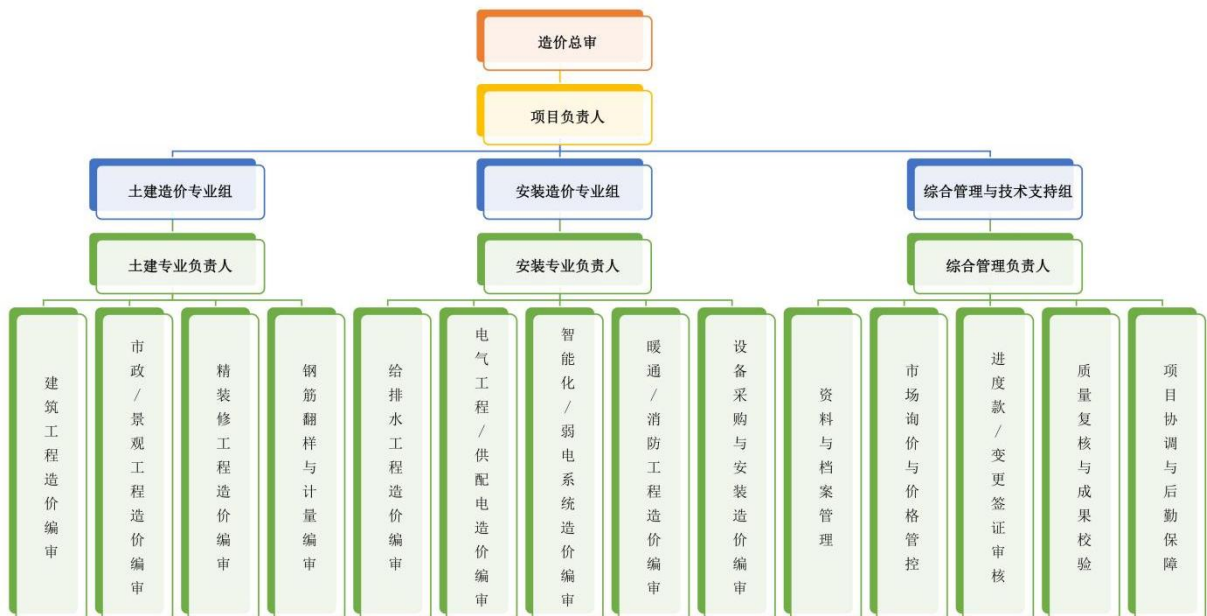 造价总审
项目负责人
土建造价专业组
安装造价专业组
综合管理与技术支持组
土建专业负责人
安装专业负责人
综合管理负责人
建筑工程造价编审
市政/景观工程造价编审
精装修工程造价编审
钢筋翻样与计量编审
给排水工程造价编审
电气工程/供配电造价编审
智能化/弱电系统造价编审
暖通/消防工程造价编审
设备采购与安装造价编审
资料与档案管理
市场询价与价格管控
进度款/变更签证审核
质量复核与成果校验
项目协调与后勤保障